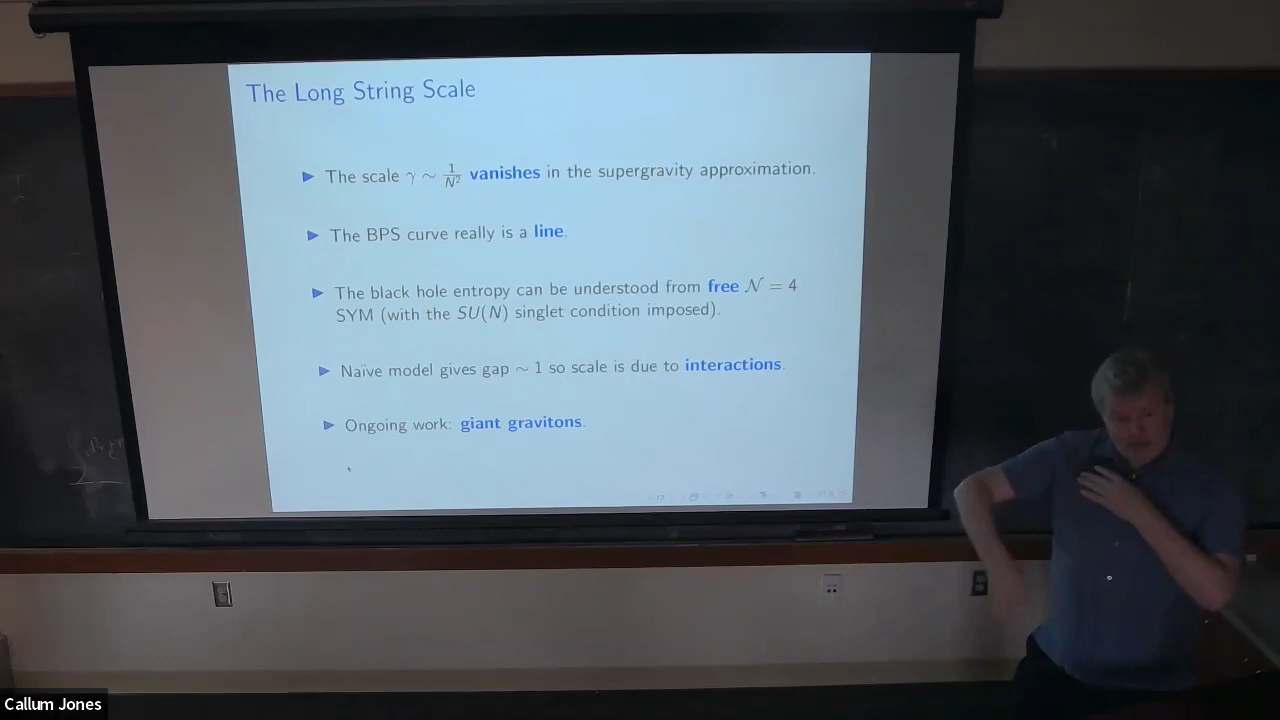 The Long String Scale
The scale γ ∼ 1/N² vanishes in the supergravity approximation.
The BPS curve really is a line.
The black hole entropy can be understood from free 𝒩 = 4
SYM (with the SU(N) singlet condition imposed).
Naïve model gives gap ∼ 1 so scale is due to interactions.
Ongoing work: giant gravitons.
Callum Jones